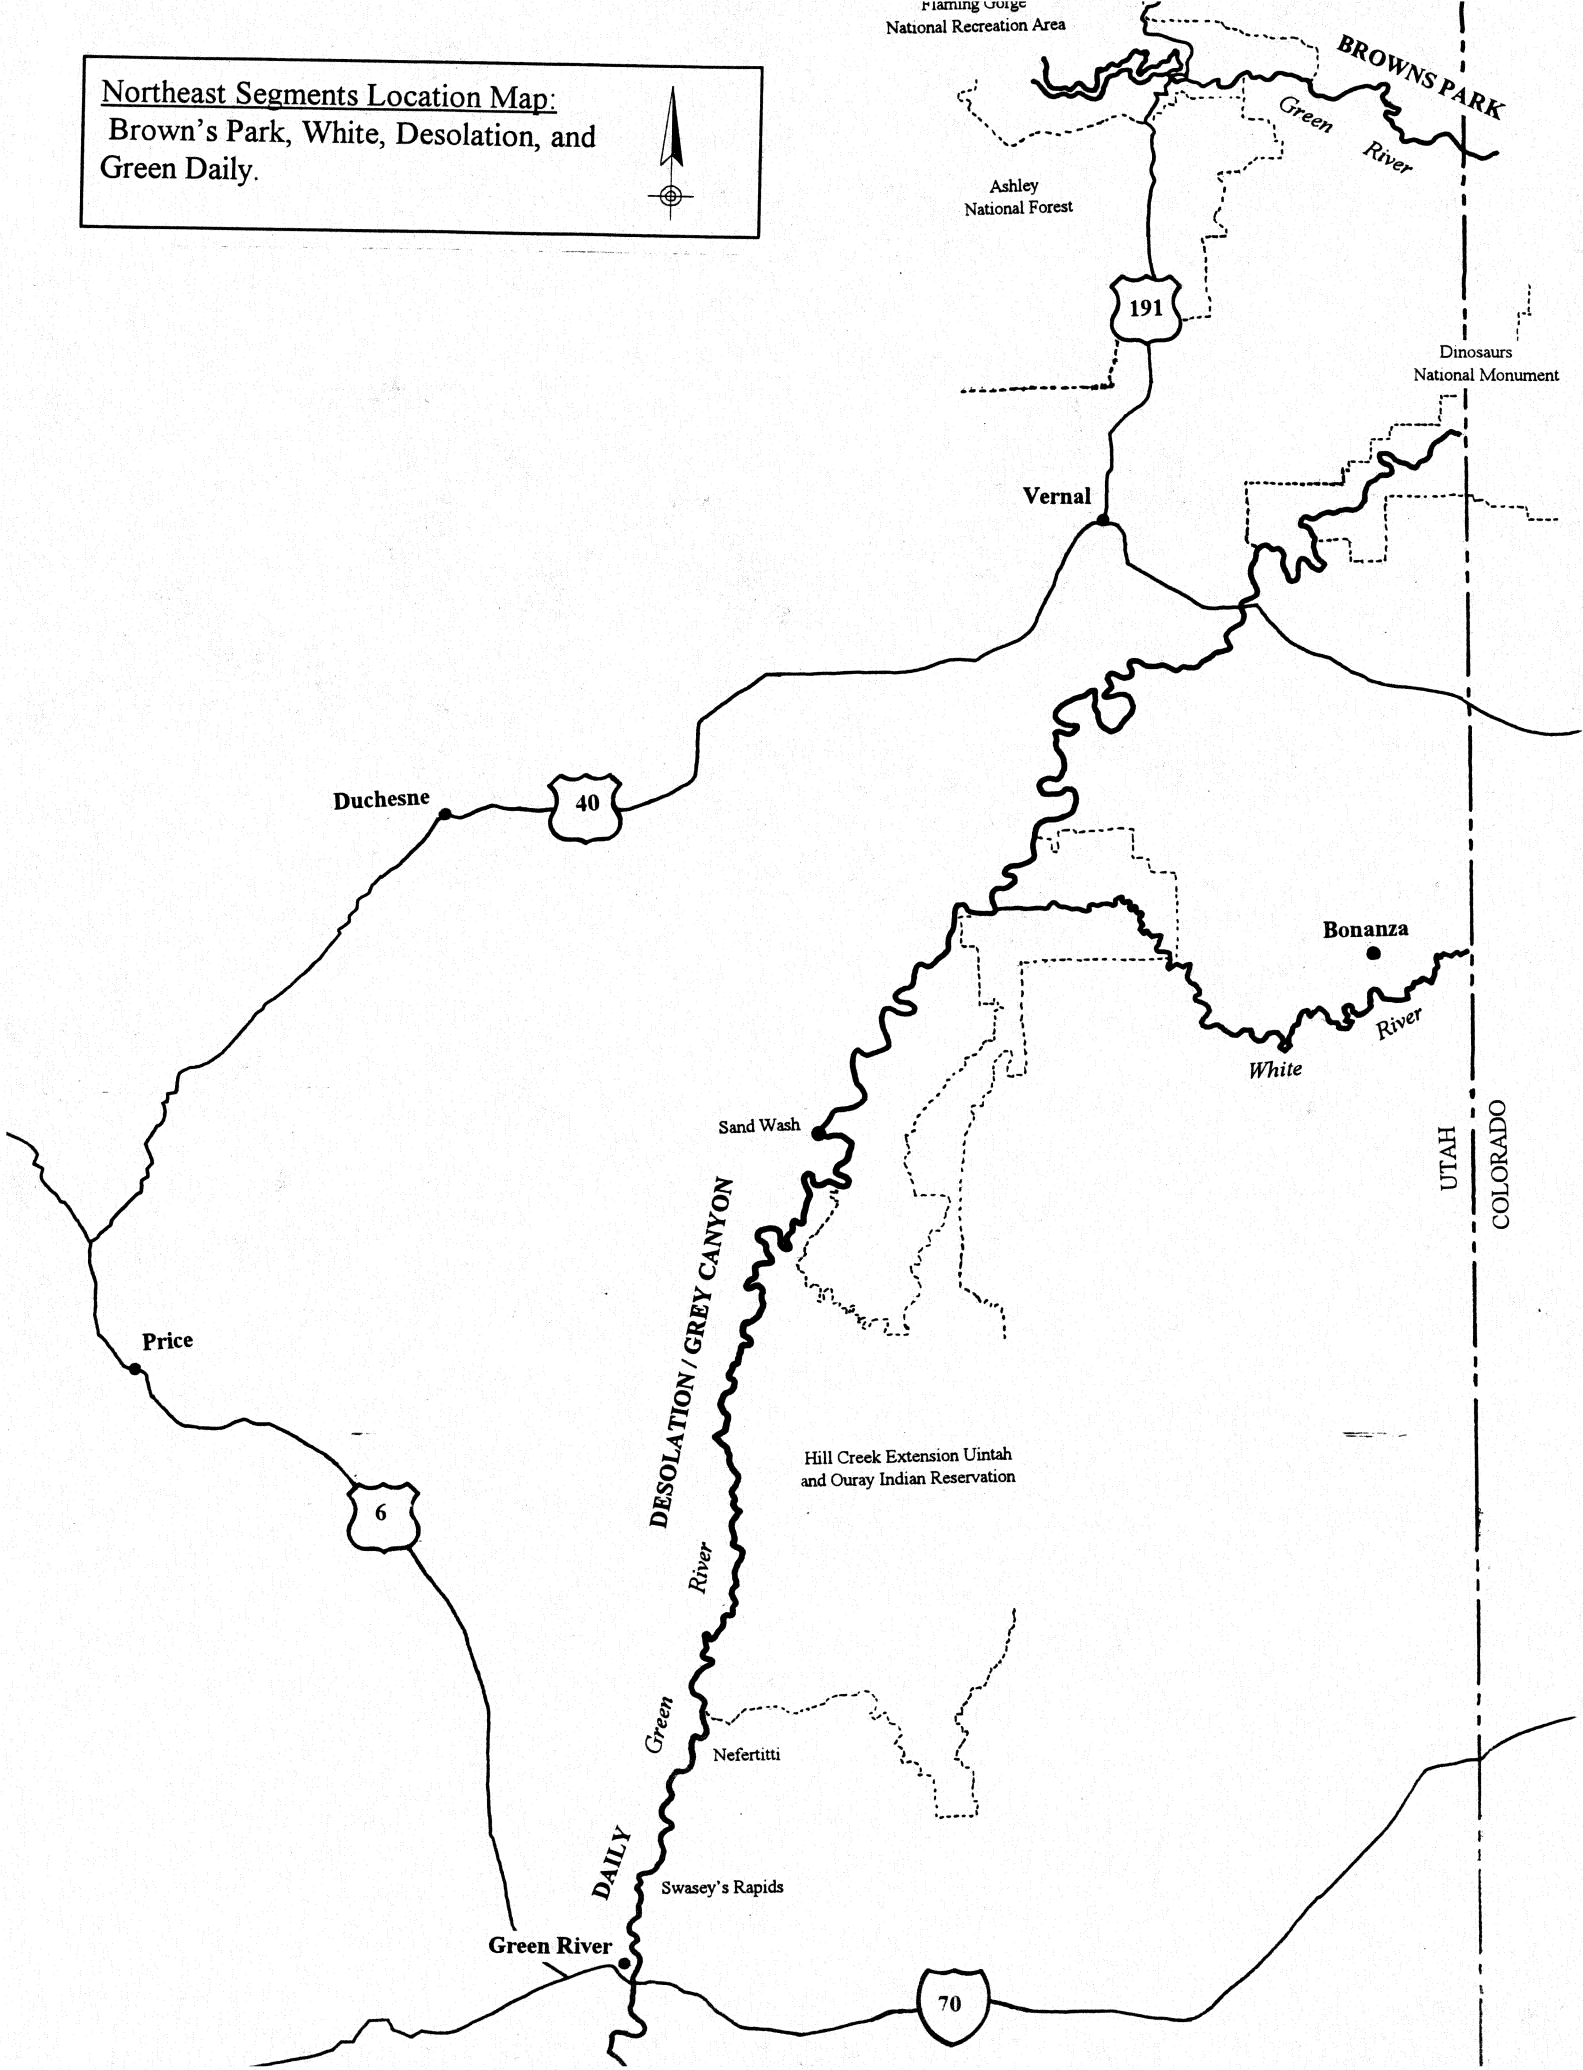 Flaming Gorge
National Recreation Area
BROWNS PARK
Northeast Segments Location Map:
Brown's Park, White, Desolation, and
Green Daily.
Green
River
Ashley
National Forest
191
Dinosaurs
National Monument
Vernal
Duchesne
40
Bonanza
River
White
Sand Wash
UTAH
COLORADO
DESOLATION / GREY CANYON
Price
Hill Creek Extension Uintah
and Ouray Indian Reservation
6
River
Green
Nefertitti
DAILY
Swasey's Rapids
Green River
70